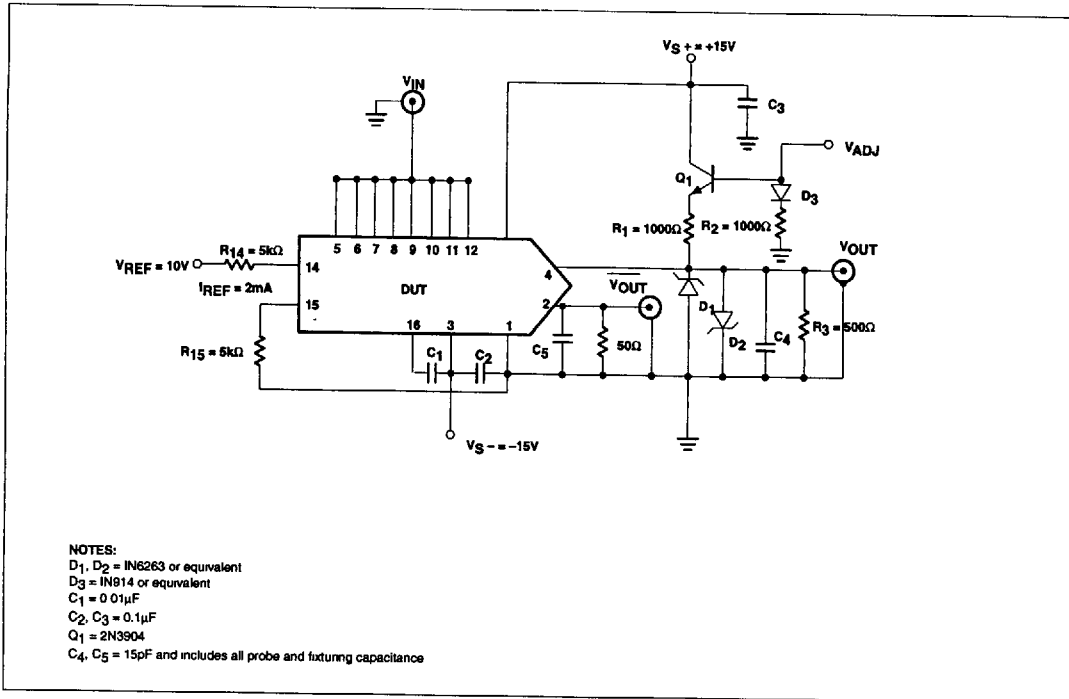 VS + = +15V
VIN
C3
VADJ
Q1
D3
R1 = 1000Ω
R2 = 1000Ω
5 6 7 8 9 10 11 12
R14 = 5kΩ
VREF = 10V
14
4
VOUT
IREF = 2mA
DUT
VOUT
15
2
D1
16 3 1
R15 = 5kΩ
C1
C2
C5
50Ω
D2
C4
R3 = 500Ω
VS – = –15V
NOTES:
D1, D2 = IN6263 or equivalent
D3 = IN914 or equivalent
C1 = 0 01μF
C2, C3 = 0.1μF
Q1 = 2N3904
C4, C5 = 15pF and includes all probe and fixturing capacitance